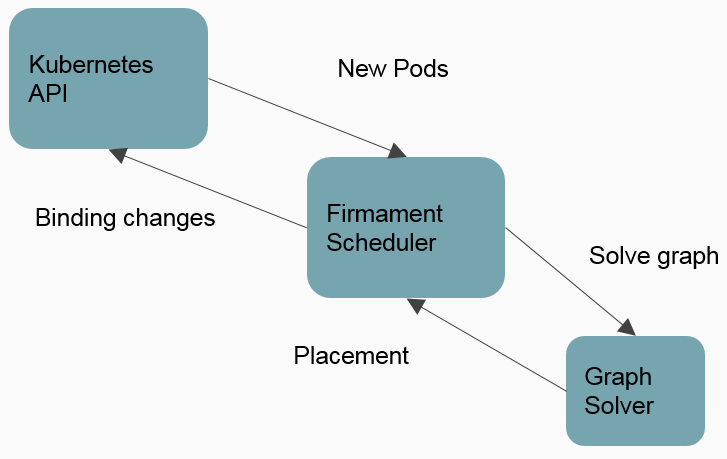 Kubernetes
API
New Pods
Binding changes
Firmament
Scheduler
Solve graph
Placement
Graph
Solver